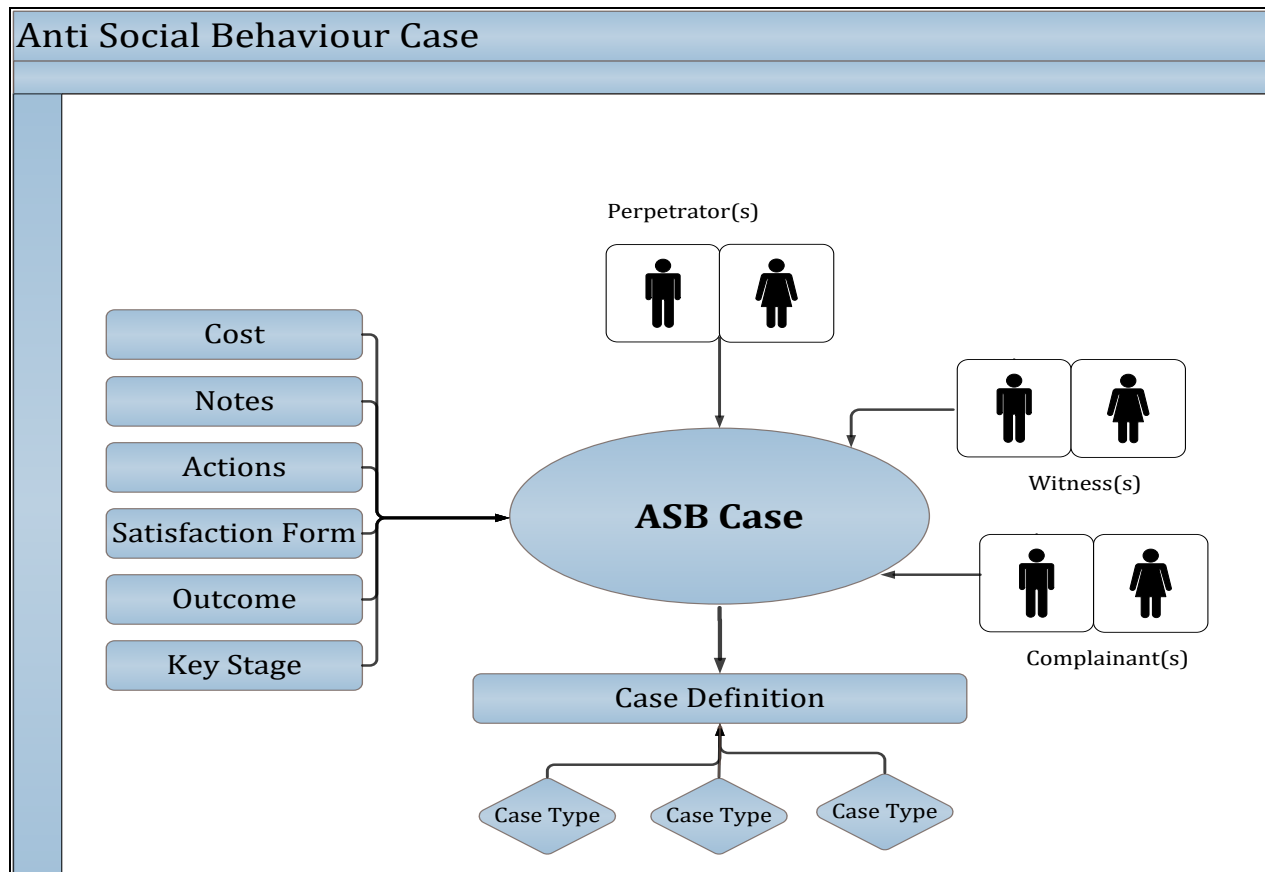 Anti Social Behaviour Case
Perpetrator(s)
Cost
Notes
Actions
Satisfaction Form
Outcome
Key Stage
ASB Case
Witness(s)
Complainant(s)
Case Definition
Case Type
Case Type
Case Type